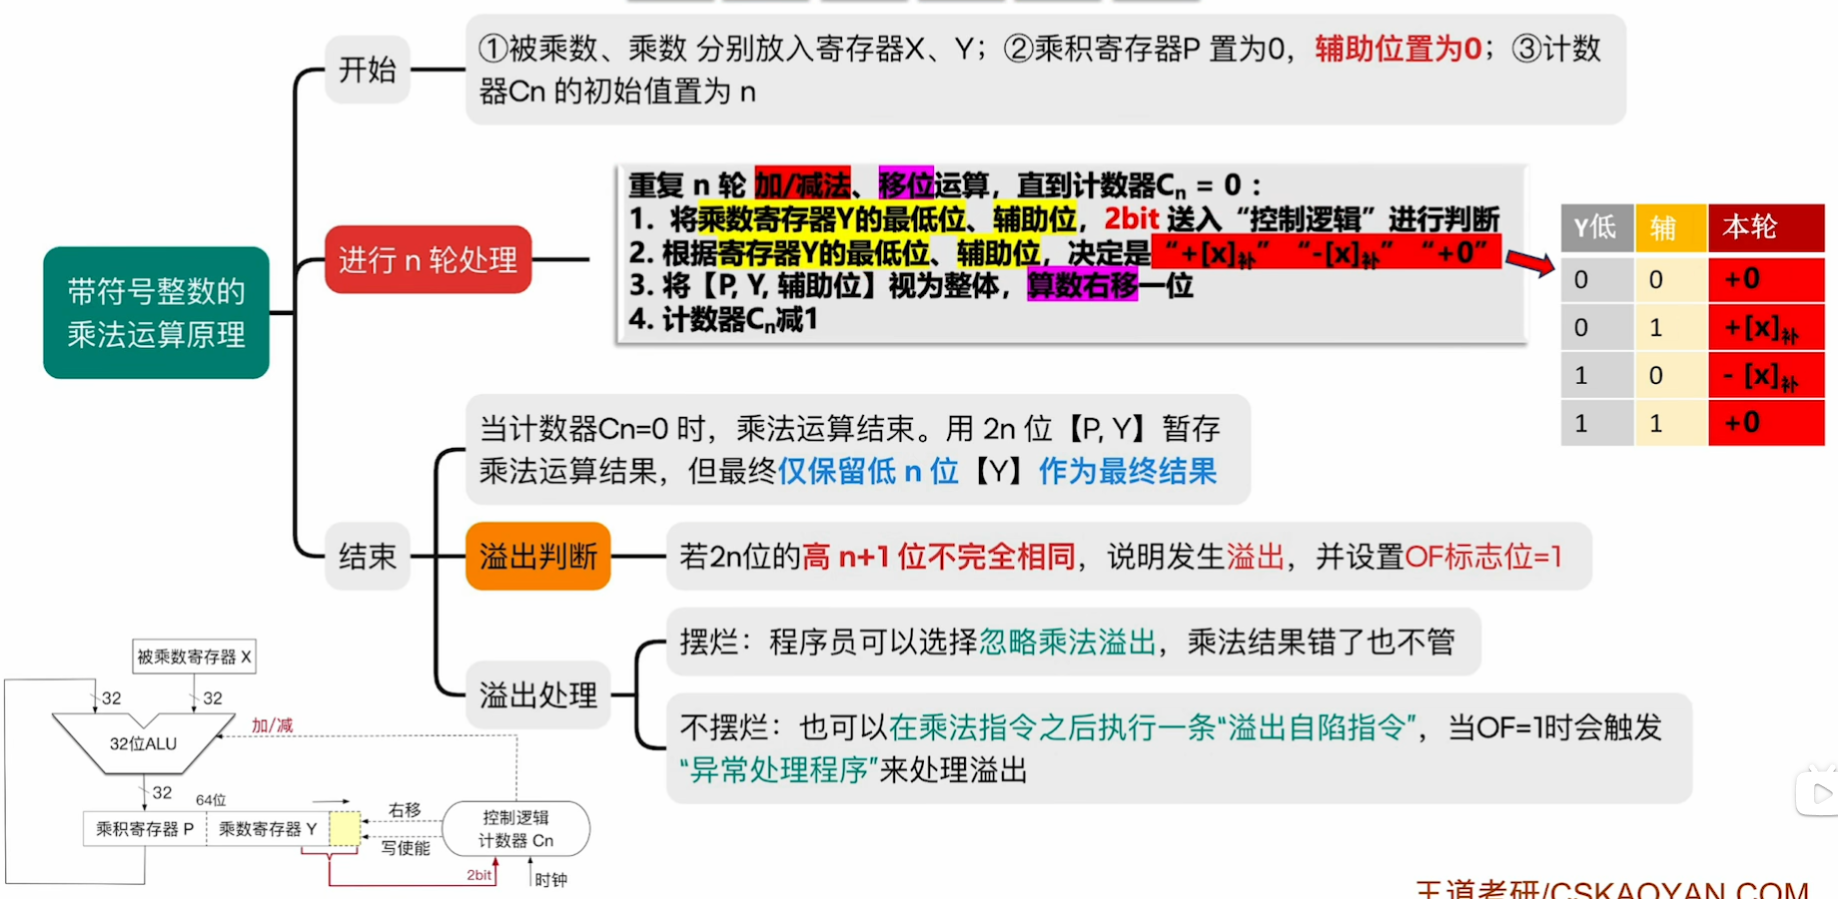 开始
①被乘数、乘数 分别放入寄存器X、Y；②乘积寄存器P 置为0，辅助位置为0；③计数
器Cn 的初始值置为 n
带符号整数的
乘法运算原理
进行 n 轮处理
重复 n 轮 加/减法、移位运算，直到计数器Cn = 0：
1. 将乘数寄存器Y的最低位、辅助位，2bit 送入“控制逻辑”进行判断
2. 根据寄存器Y的最低位、辅助位，决定是“+[x]补” “-[x]补” “+0”
3. 将【P, Y, 辅助位】视为整体，算数右移一位
4. 计数器Cn减1
Y低 辅 本轮
0 0 +0
0 1 +[x]补
1 0 - [x]补
1 1 +0
结束
当计数器Cn=0 时，乘法运算结束。用 2n 位【P, Y】暂存
乘法运算结果，但最终仅保留低 n 位【Y】作为最终结果
溢出判断
若2n位的高 n+1 位不完全相同，说明发生溢出，并设置OF标志位=1
溢出处理
摆烂：程序员可以选择忽略乘法溢出，乘法结果错了也不管
不摆烂：也可以在乘法指令之后执行一条“溢出自陷指令”，当OF=1时会触发
“异常处理程序”来处理溢出
被乘数寄存器 X
32
32
加/减
32位ALU
32
64位
乘积寄存器 P
乘数寄存器 Y
右移
写使能
控制逻辑
计数器 Cn
2bit
时钟
王道考研/CSKAOYAN.COM